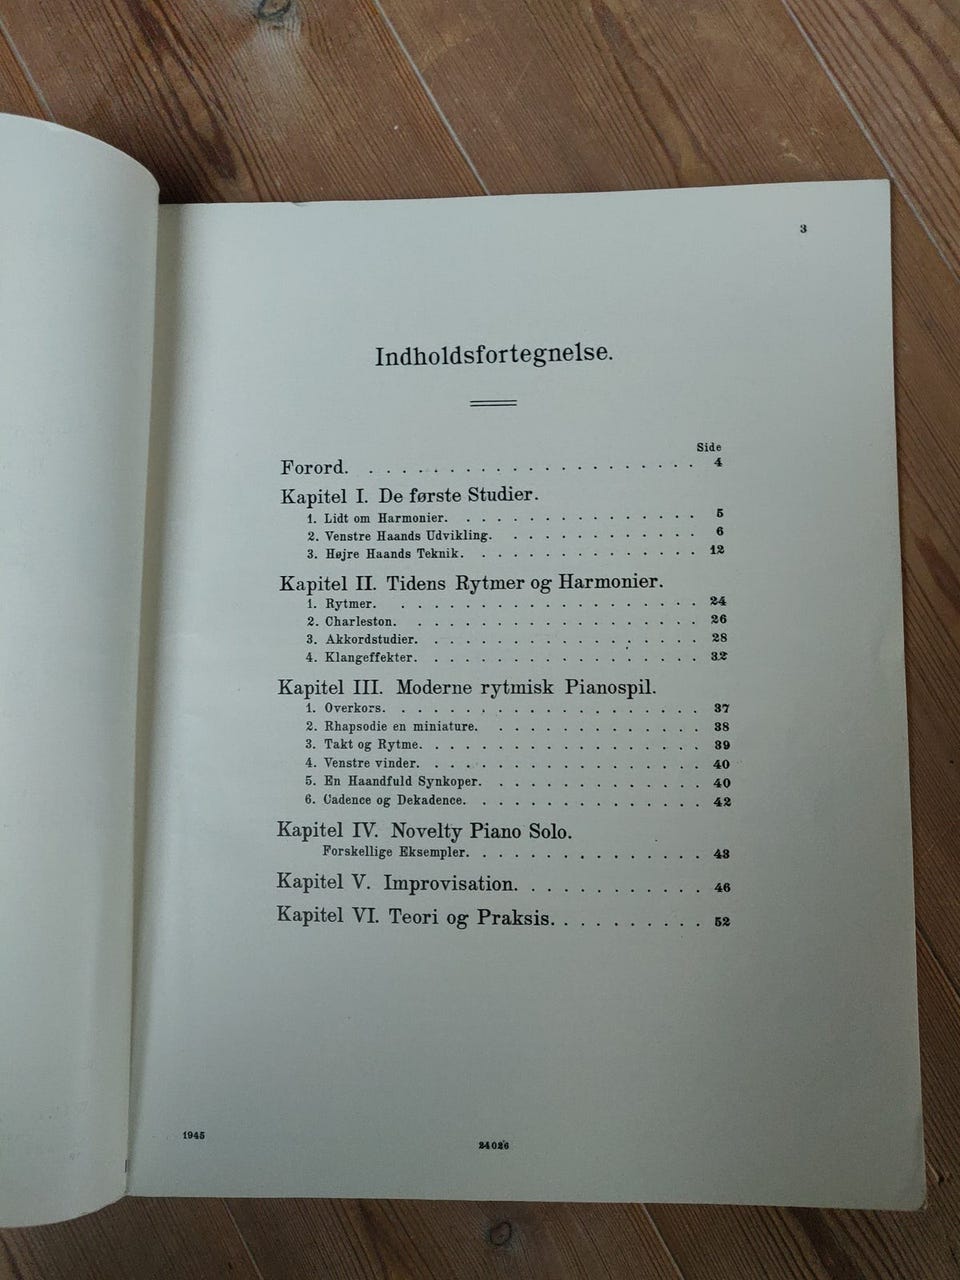 3
Indholdsfortegnelse.
Side
Forord. . . . . . . . . . . . . . . . . . . . . . 4
Kapitel I. De første Studier.
1. Lidt om Harmonier. . . . . . . . . . . . . . . . 5
2. Venstre Haands Udvikling. . . . . . . . . . . . . 6
3. Højre Haands Teknik. . . . . . . . . . . . . . . 12
Kapitel II. Tidens Rytmer og Harmonier.
1. Rytmer. . . . . . . . . . . . . . . . . . . . 24
2. Charleston. . . . . . . . . . . . . . . . . . . 26
3. Akkordstudier. . . . . . . . . . . . . . . . . . 28
4. Klangeffekter. . . . . . . . . . . . . . . . . . 32
Kapitel III. Moderne rytmisk Pianospil.
1. Overkors. . . . . . . . . . . . . . . . . . . . 37
2. Rhapsodie en miniature. . . . . . . . . . . . . . 38
3. Takt og Rytme. . . . . . . . . . . . . . . . . . 39
4. Venstre vinder. . . . . . . . . . . . . . . . . . 40
5. En Haandfuld Synkoper. . . . . . . . . . . . . . 40
6. Cadence og Dekadence. . . . . . . . . . . . . . . 42
Kapitel IV. Novelty Piano Solo.
Forskellige Eksempler. . . . . . . . . . . . . . . 43
Kapitel V. Improvisation. . . . . . . . . . . . 46
Kapitel VI. Teori og Praksis. . . . . . . . . . 52
1945
24026